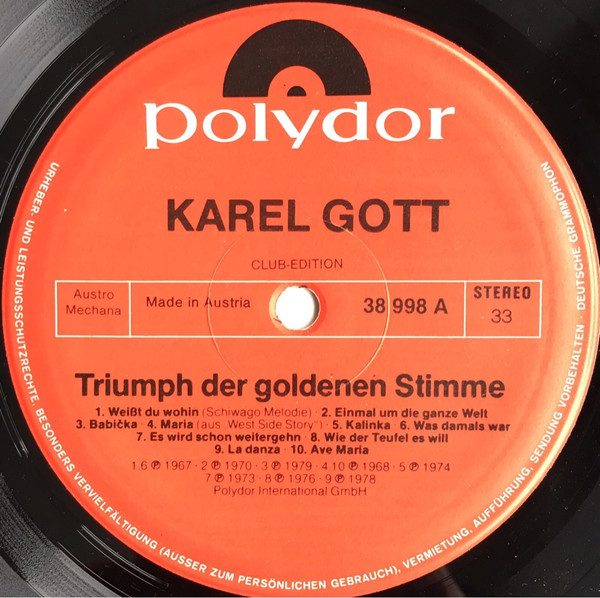 polydor
KAREL GOTT
CLUB-EDITION
Austro
Mechana
Made in Austria
38 998 A
STEREO
33
Triumph der goldenen Stimme
1. Weißt du wohin (Schiwago Melodie) · 2. Einmal um die ganze Welt
3. Babička · 4. Maria (aus „West Side Story“) · 5. Kalinka · 6. Was damals war
7. Es wird schon weitergehn · 8. Wie der Teufel es will
9. La danza · 10. Ave Maria
1.6 ℗ 1967 · 2 ℗ 1970 · 3 ℗ 1979 · 4.10 ℗ 1968 · 5 ℗ 1974
7 ℗ 1973 · 8 ℗ 1976 · 9 ℗ 1978
Polydor International GmbH
URHEBER- UND LEISTUNGSSCHUTZRECHTE, BESONDERS VERVIELFÄLTIGUNG (AUSSER ZUM PERSÖNLICHEN GEBRAUCH), VERMIETUNG, AUFFÜHRUNG, SENDUNG VORBEHALTEN · DEUTSCHE GRAMMOPHON